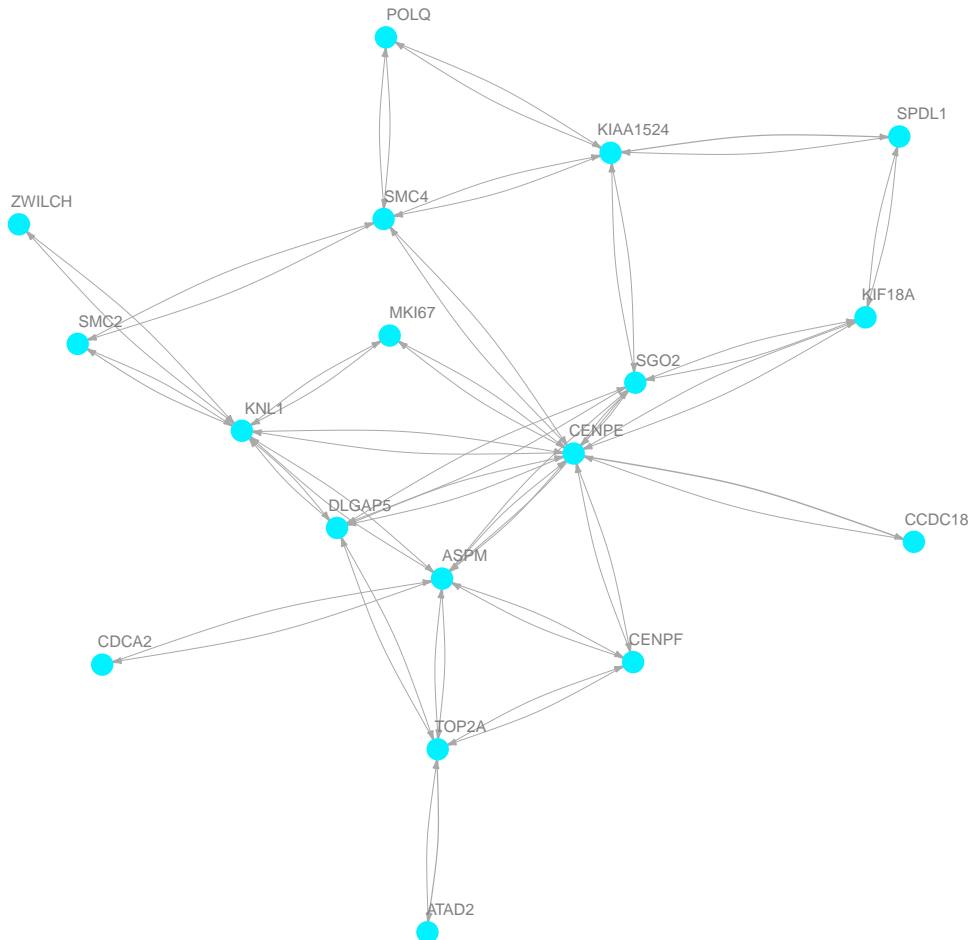 POLQ
SPDL1
KIAA1524
SMC4
ZWILCH
KIF18A
MKI67
SMC2
SGO2
KNL1
CENPE
DLGAP5
CCDC18
ASPM
CENPF
CDCA2
TOP2A
ATAD2